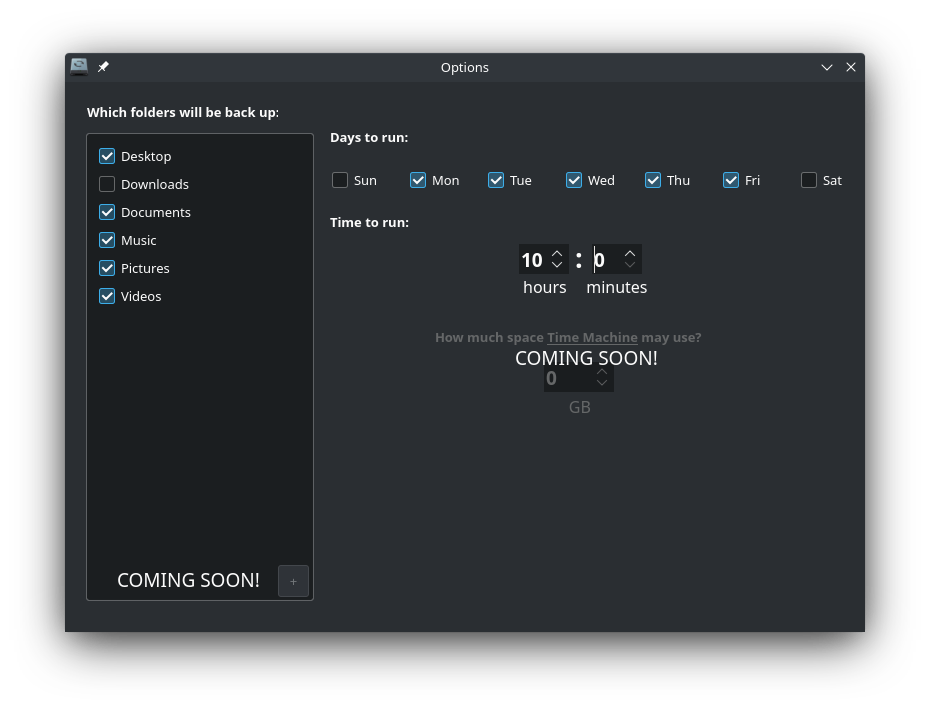 Options
Which folders will be back up:
Desktop
Downloads
Documents
Music
Pictures
Videos
COMING SOON! +
Days to run:
Sun Mon Tue Wed Thu Fri Sat
Time to run:
10 : 0
hours minutes
How much space Time Machine may use?
COMING SOON!
0
GB